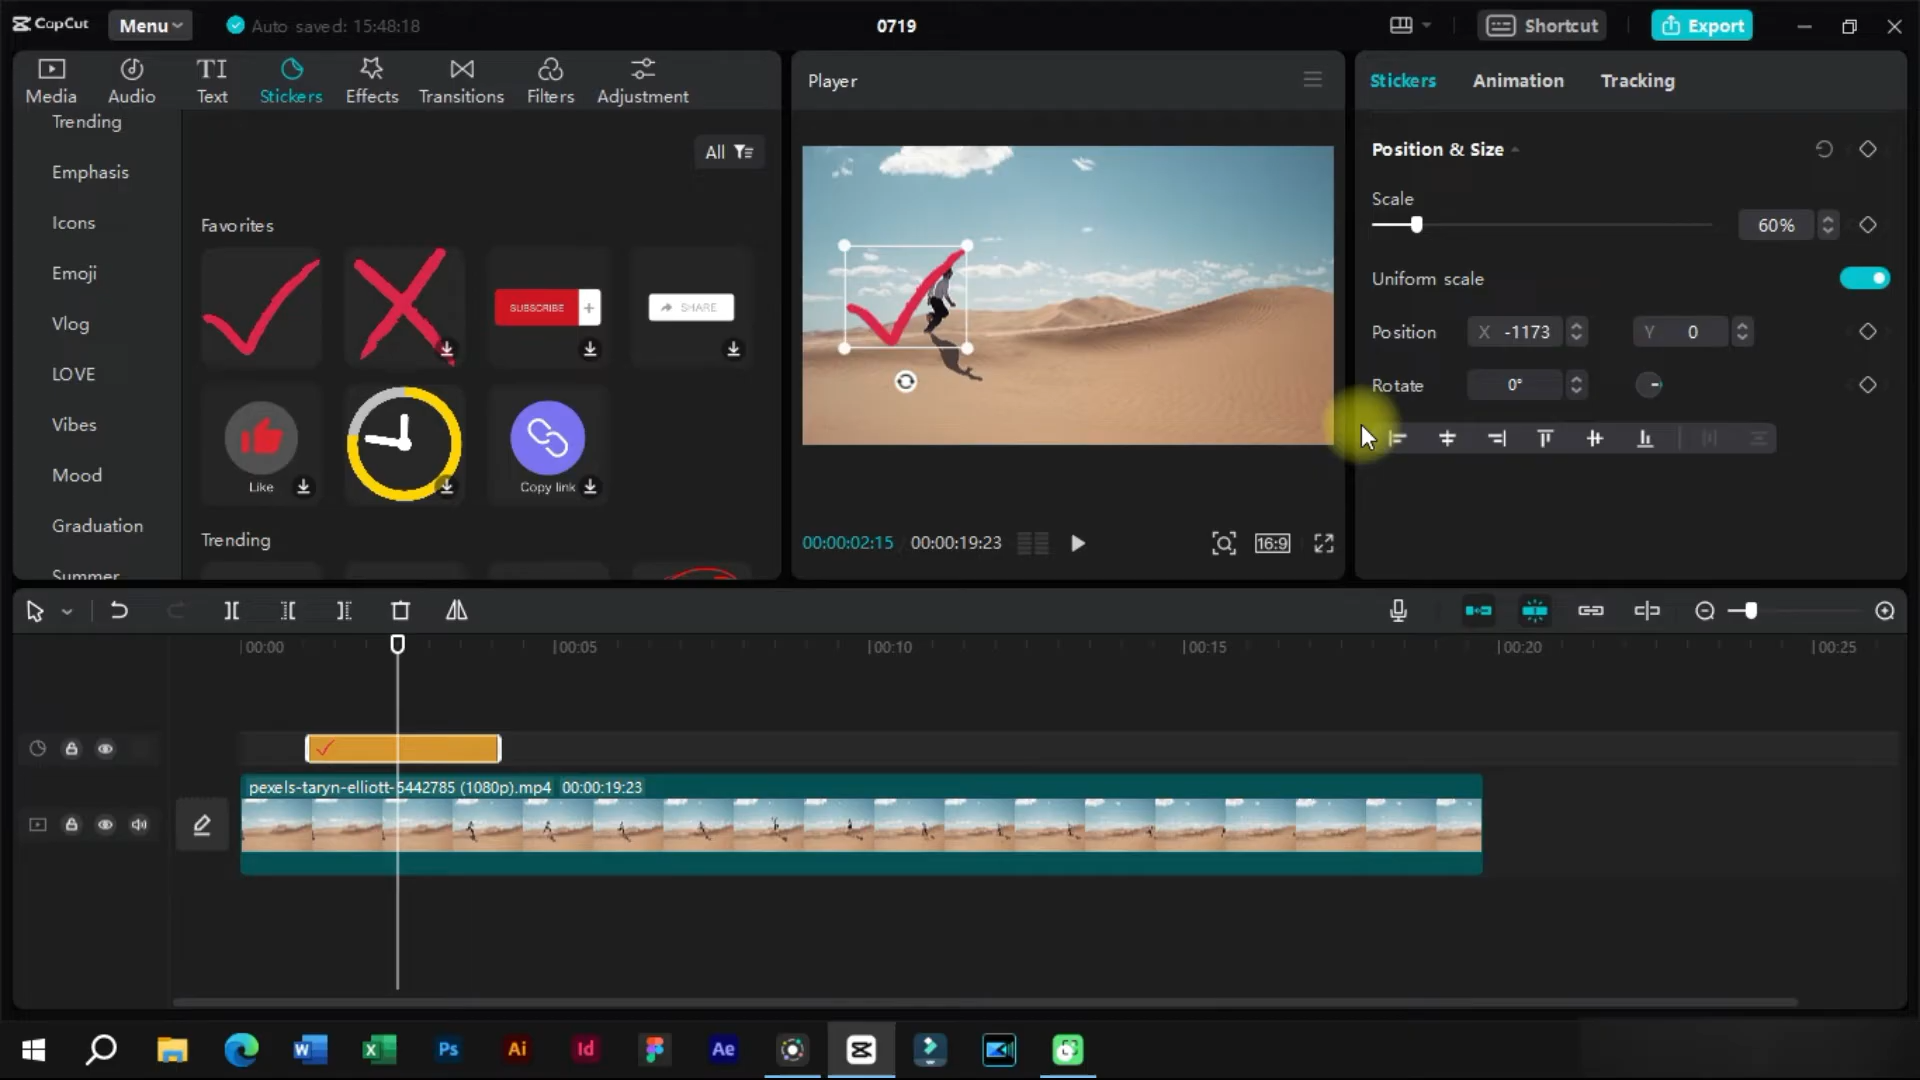 CapCut Menu Auto saved: 15:48:18 0719 Shortcut Export
Media Audio Text Stickers Effects Transitions Filters Adjustment
Trending
Emphasis
Icons
Emoji
Vlog
LOVE
Vibes
Mood
Graduation
Summer
All
Favorites
SUBSCRIBE
SHARE
Like
Copy link
Trending
Player
00:00:02:15 00:00:19:23
16:9
Stickers Animation Tracking
Position & Size
Scale
60%
Uniform scale
Position X -1173 Y 0
Rotate 0°
00:00 00:05 00:10 00:15 00:20 00:25
pexels-taryn-elliott-5442785 (1080p).mp4 00:00:19:23
W X Ps Ai Id Ae